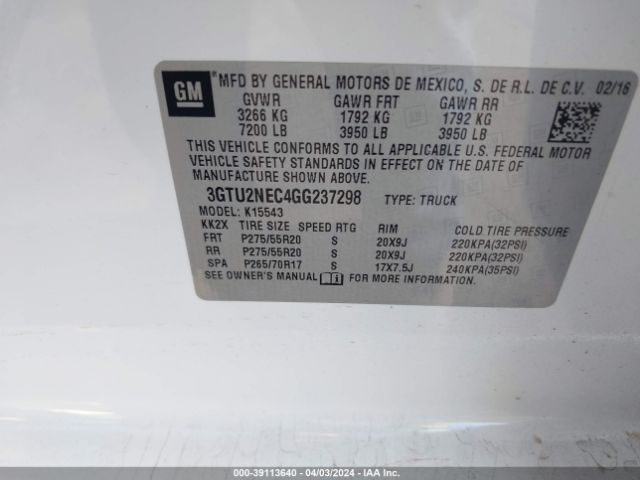 GM
MFD BY GENERAL MOTORS DE MEXICO, S. DE R.L. DE C.V. 02/16
GVWR GAWR FRT GAWR RR
3266 KG 1792 KG 1792 KG
7200 LB 3950 LB 3950 LB
THIS VEHICLE CONFORMS TO ALL APPLICABLE U.S. FEDERAL MOTOR
VEHICLE SAFETY STANDARDS IN EFFECT ON THE DATE OF
MANUFACTURE SHOWN ABOVE.
3GTU2NEC4GG237298 TYPE: TRUCK
MODEL: K15543
KK2X TIRE SIZE SPEED RTG RIM COLD TIRE PRESSURE
FRT P275/55R20 S 20X9J 220KPA(32PSI)
RR P275/55R20 S 20X9J 220KPA(32PSI)
SPA P265/70R17 S 17X7.5J 240KPA(35PSI)
SEE OWNER'S MANUAL FOR MORE INFORMATION.
000-39113640 - 04/03/2024 - IAA Inc.